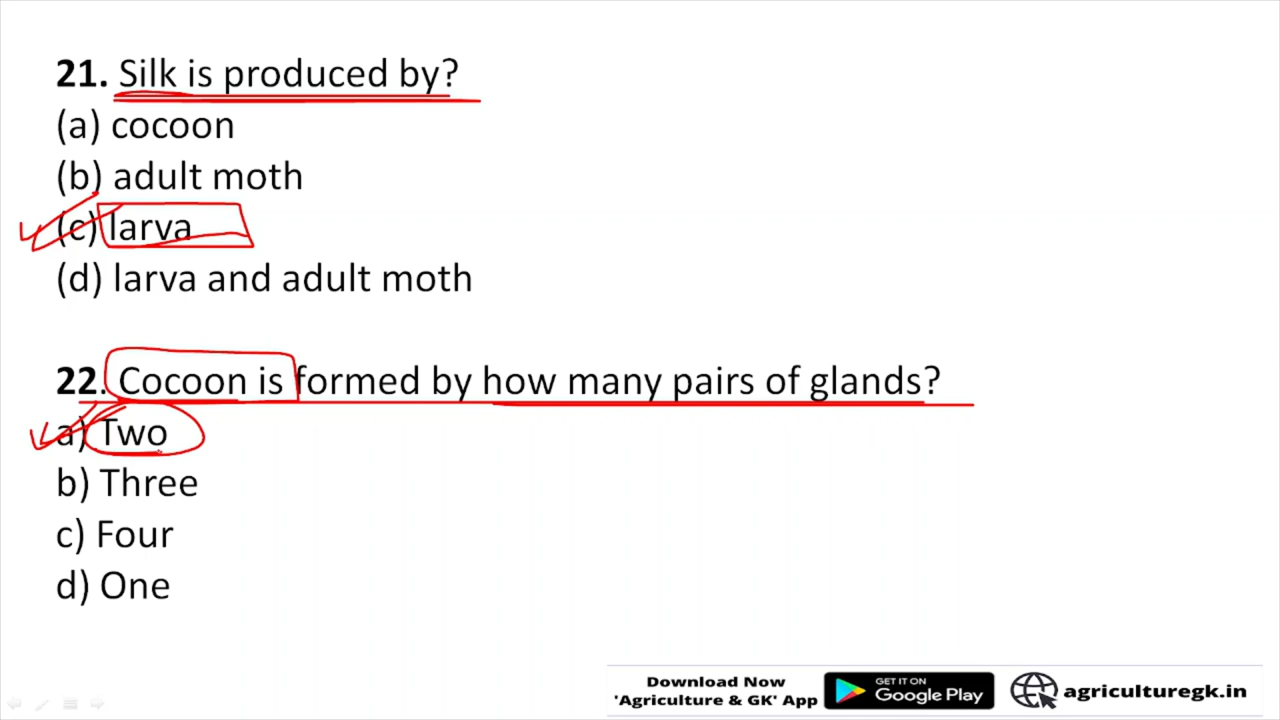 21. Silk is produced by?
(a) cocoon
(b) adult moth
(c) larva
(d) larva and adult moth
22. Cocoon is formed by how many pairs of glands?
a) Two
b) Three
c) Four
d) One
Download Now
'Agriculture & GK' App
GET IT ON
Google Play
agriculturegk.in